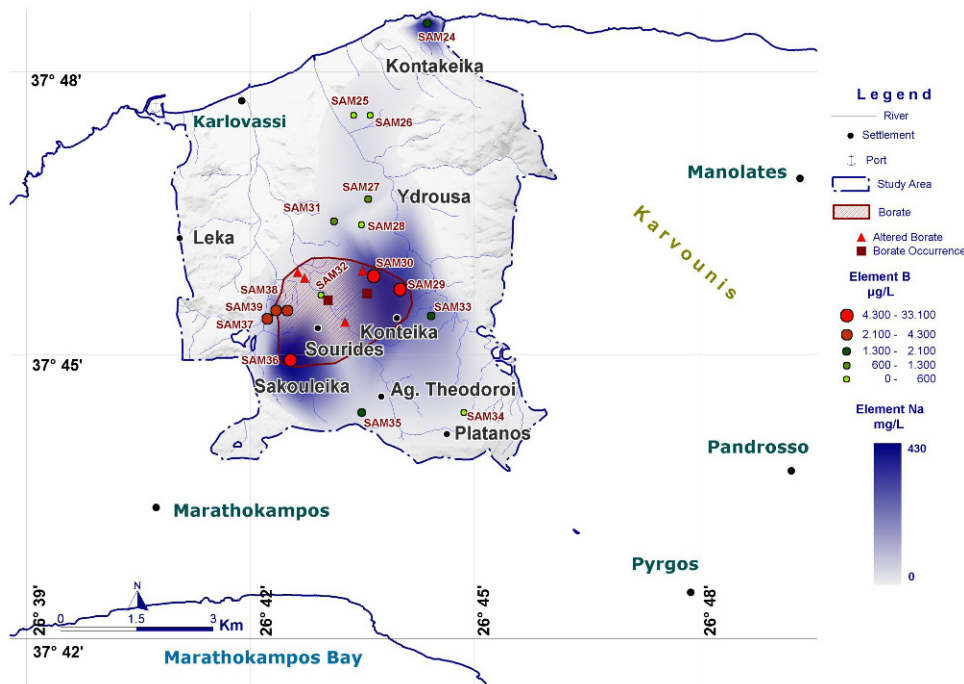 SAM24
Kontakeika
37° 48'
SAM25
SAM26
Karlovassi
SAM27
Ydrousa
SAM31
SAM28
Leka
SAM30
SAM32
SAM29
SAM38
SAM39
SAM33
SAM37
Konteika
Sourides
37° 45'
SAM36
Sakouleika
Ag. Theodoroi
SAM35
SAM34
Platanos
Manolates
Karvounis
Pandrosso
Marathokampos
Pyrgos
26° 39'
26° 42'
26° 45'
26° 48'
N
0 1.5 3 Km
37° 42'
Marathokampos Bay
Legend
River
Settlement
Port
Study Area
Borate
Altered Borate
Borate Occurrence
Element B
µg/L
4.300 - 33.100
2.100 - 4.300
1.300 - 2.100
600 - 1.300
0 - 600
Element Na
mg/L
430
0